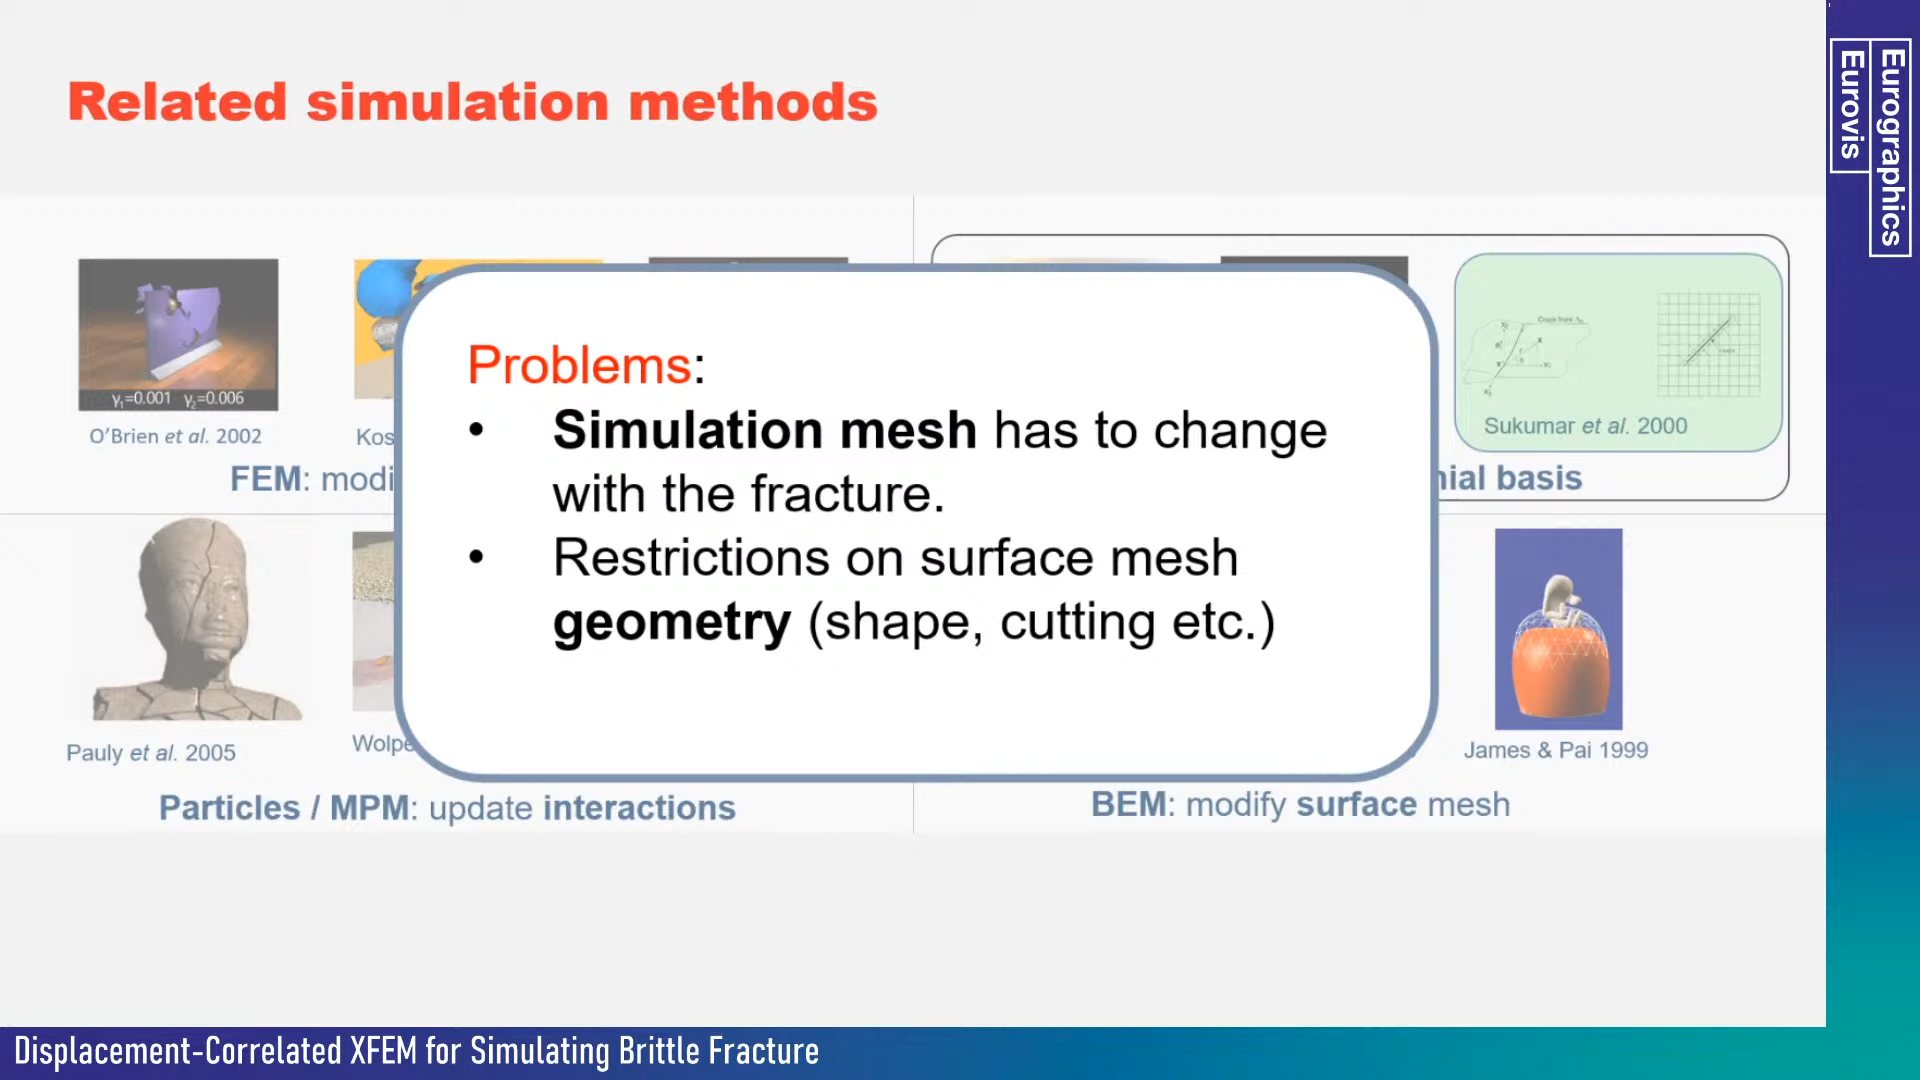 Related simulation methods
Eurographics
Eurovis
γ₁=0.001 γ₂=0.006
O’Brien et al. 2002
Kos
FEM: modi
Problems:
• Simulation mesh has to change
with the fracture.
• Restrictions on surface mesh
geometry (shape, cutting etc.)
Sukumar et al. 2000
nial basis
Pauly et al. 2005
Wolpe
James & Pai 1999
Particles / MPM: update interactions
BEM: modify surface mesh
Displacement-Correlated XFEM for Simulating Brittle Fracture